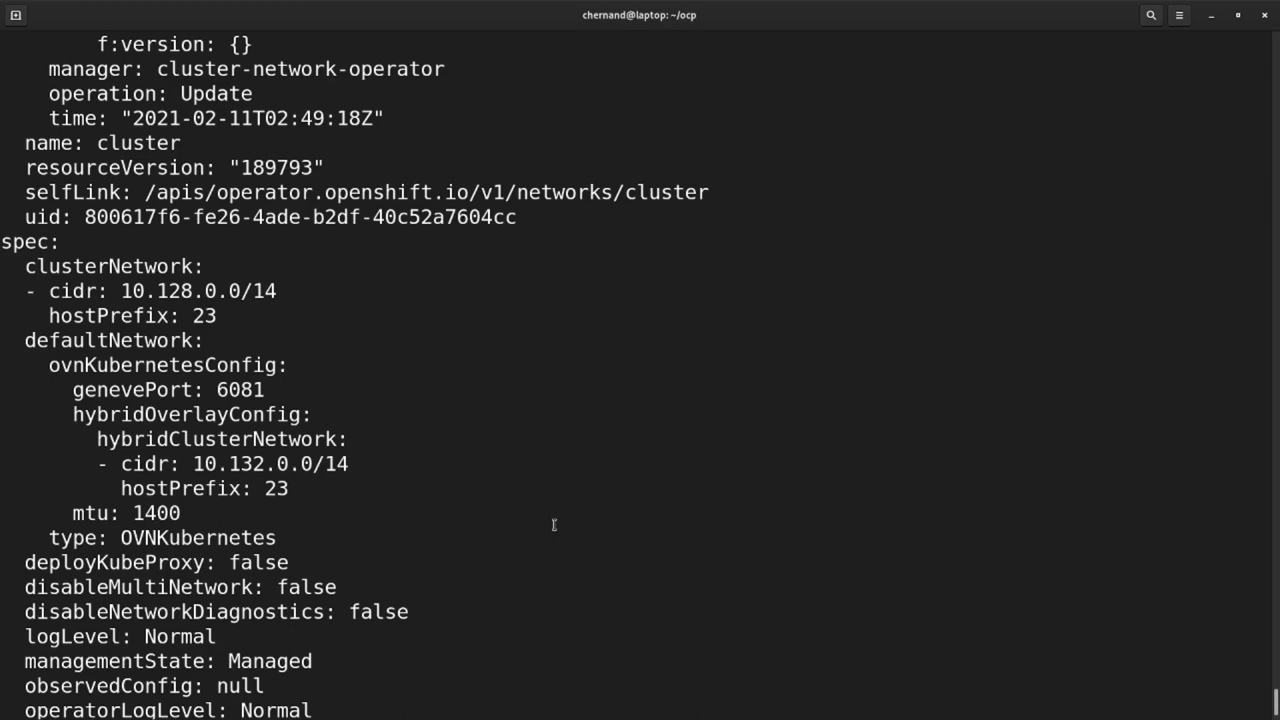 chernand@laptop: ~/ocp
        f:version: {}
    manager: cluster-network-operator
    operation: Update
    time: "2021-02-11T02:49:18Z"
  name: cluster
  resourceVersion: "189793"
  selfLink: /apis/operator.openshift.io/v1/networks/cluster
  uid: 800617f6-fe26-4ade-b2df-40c52a7604cc
spec:
  clusterNetwork:
  - cidr: 10.128.0.0/14
    hostPrefix: 23
  defaultNetwork:
    ovnKubernetesConfig:
      genevePort: 6081
      hybridOverlayConfig:
        hybridClusterNetwork:
        - cidr: 10.132.0.0/14
          hostPrefix: 23
      mtu: 1400
    type: OVNKubernetes
  deployKubeProxy: false
  disableMultiNetwork: false
  disableNetworkDiagnostics: false
  logLevel: Normal
  managementState: Managed
  observedConfig: null
  operatorLogLevel: Normal